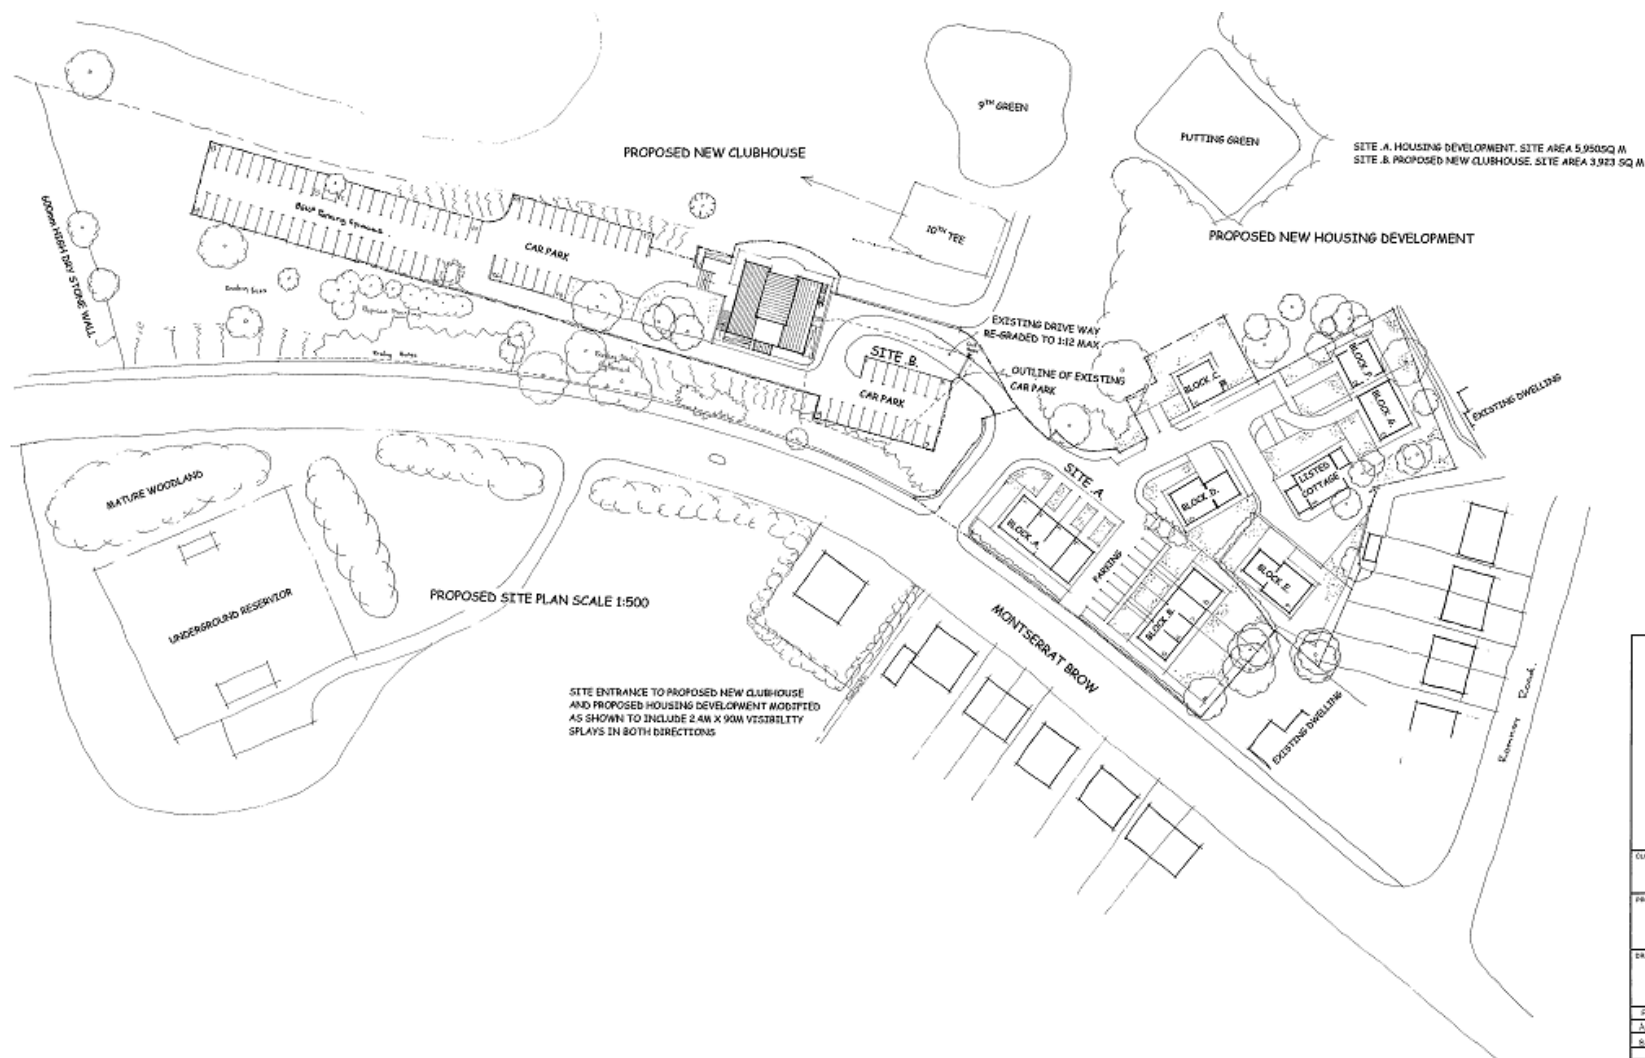 9TH GREEN
PUTTING GREEN
SITE .A. HOUSING DEVELOPMENT. SITE AREA 5,950SQ M
SITE .B. PROPOSED NEW CLUBHOUSE. SITE AREA 3,923 SQ M
PROPOSED NEW CLUBHOUSE
600mm HIGH DRY STONE WALL
10TH TEE
PROPOSED NEW HOUSING DEVELOPMENT
CAR PARK
EXISTING DRIVE WAY
RE-GRADED TO 1:12 MAX
SITE .B.
OUTLINE OF EXISTING
CAR PARK
CAR PARK
BLOCK C.
BLOCK F.
BLOCK G.
EXISTING DWELLING
MATURE WOODLAND
SITE .A.
LISTED
COTTAGE
BLOCK D.
BLOCK A.
PARKING
BLOCK E.
BLOCK B.
UNDERGROUND RESERVIOR
PROPOSED SITE PLAN SCALE 1:500
MONTSERRAT BROW
SITE ENTRANCE TO PROPOSED NEW CLUBHOUSE
AND PROPOSED HOUSING DEVELOPMENT MODIFIED
AS SHOWN TO INCLUDE 2.4M X 90M VISIBILITY
SPLAYS IN BOTH DIRECTIONS
EXISTING DWELLING
Romney Road.